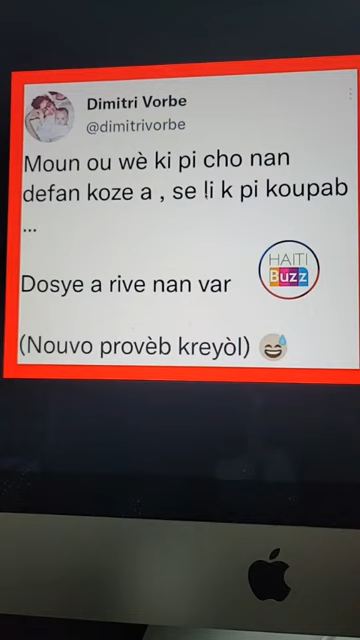 Dimitri Vorbe
@dimitrivorbe
Moun ou wè ki pi cho nan
defan koze a , se li k pi koupab
...
HAITI
Buzz
Dosye a rive nan var
(Nouvo provèb kreyòl) 😅